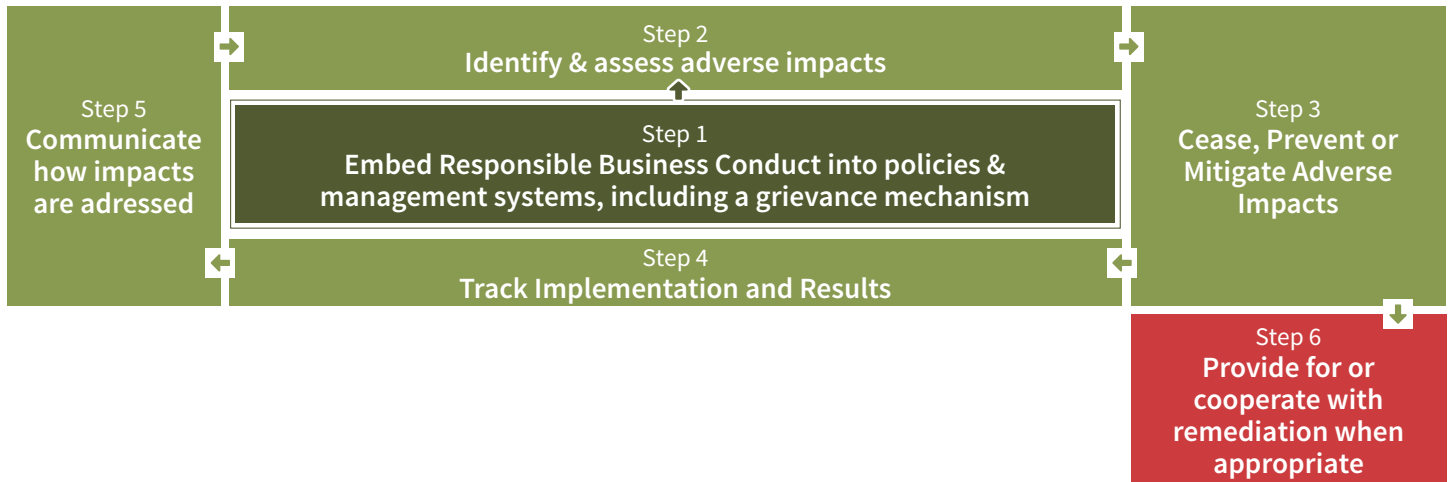 Step 2
Identify & assess adverse impacts
Step 5
Communicate
how impacts
are adressed
Step 1
Embed Responsible Business Conduct into policies &
management systems, including a grievance mechanism
Step 3
Cease, Prevent or
Mitigate Adverse
Impacts
Step 4
Track Implementation and Results
Step 6
Provide for or
cooperate with
remediation when
appropriate